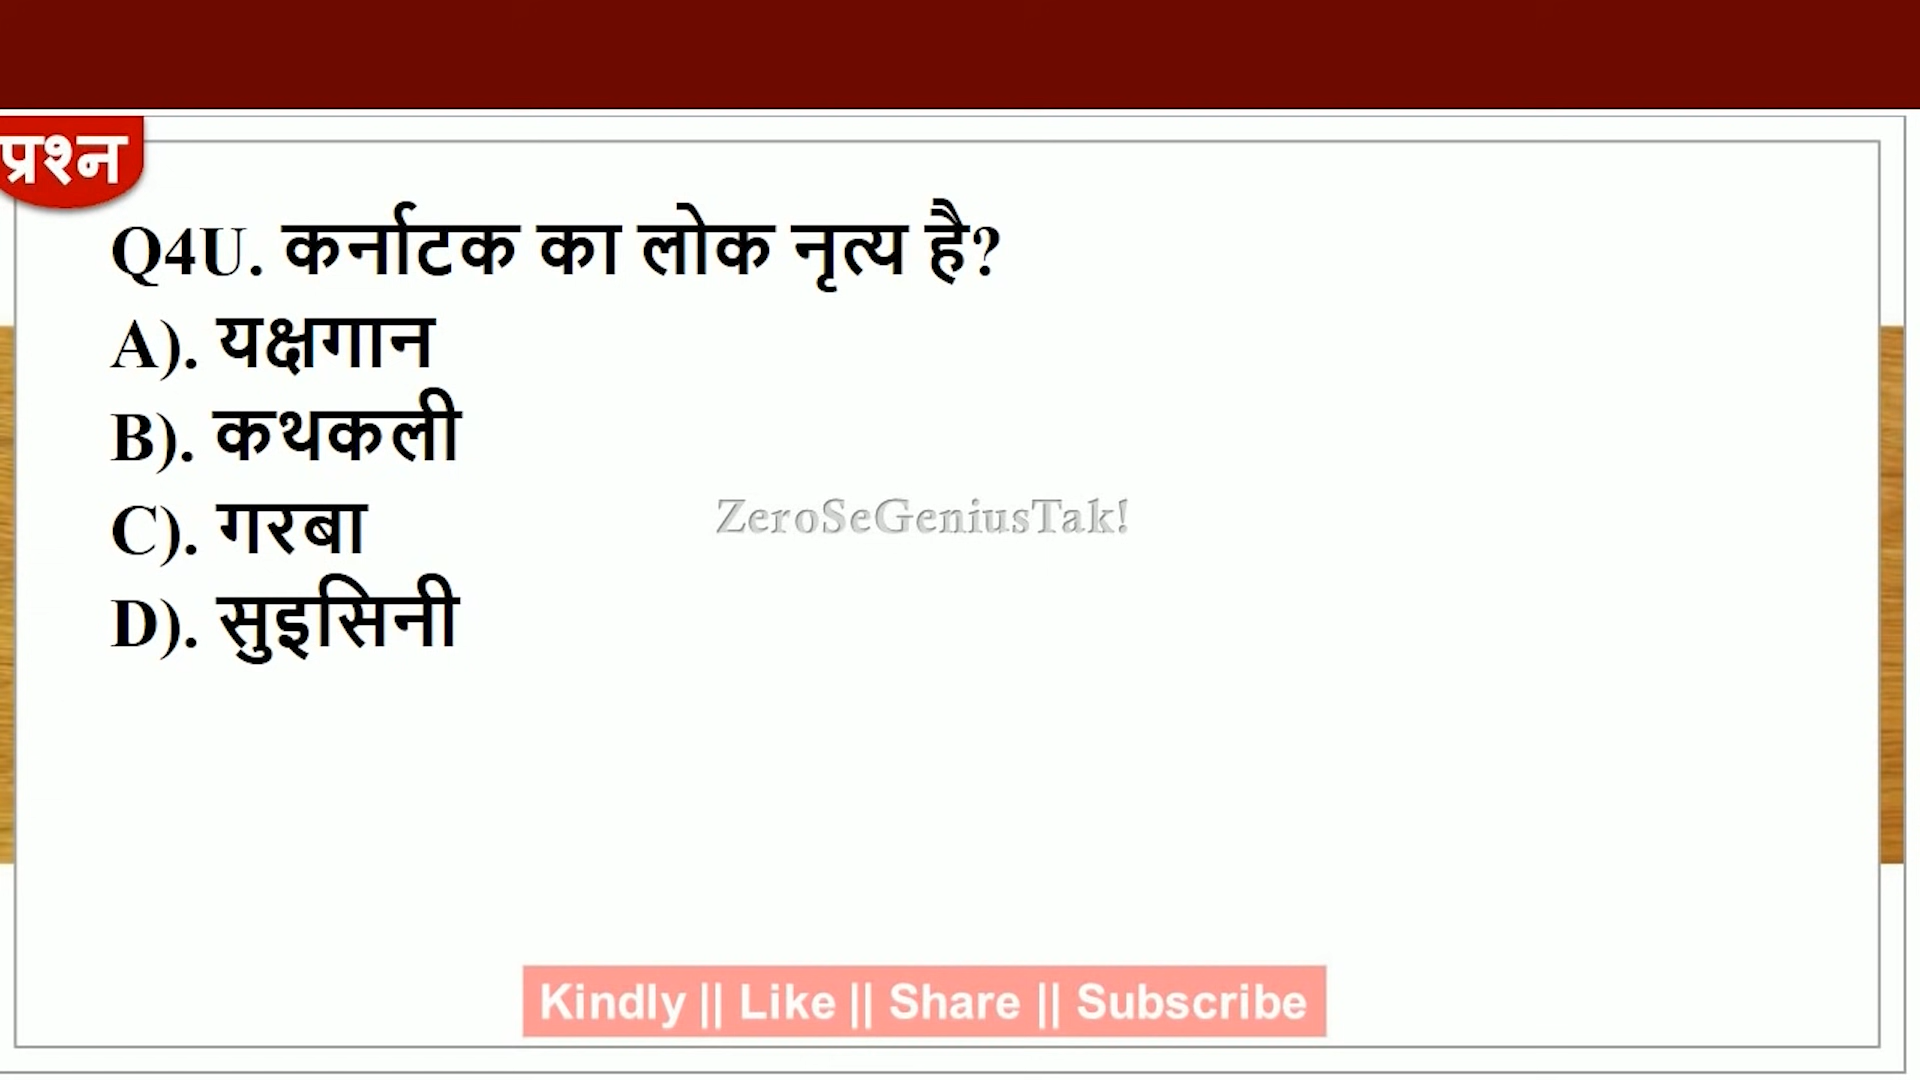 प्रश्न
Q4U. कर्नाटक का लोक नृत्य है?
A). यक्षगान
B). कथकली
C). गरबा
D). सुइसिनी
ZeroSeGeniusTak!
Kindly || Like || Share || Subscribe